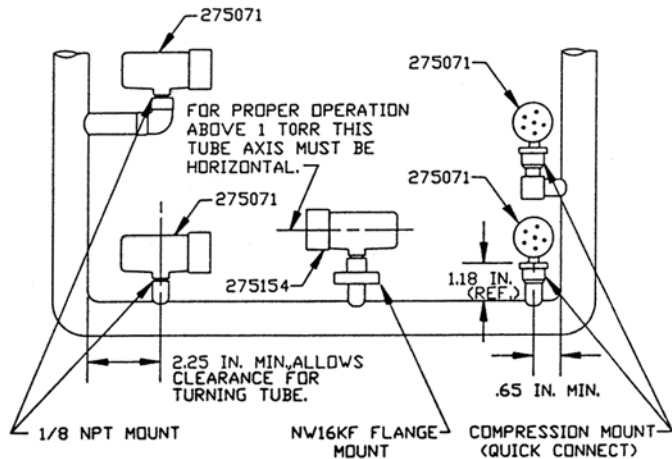 275071
275071
FOR PROPER OPERATION
ABOVE 1 TORR THIS
TUBE AXIS MUST BE
HORIZONTAL.
275071
275071
275154
1.18 IN.
(REF.)
2.25 IN. MIN.,ALLOWS
CLEARANCE FOR
TURNING TUBE.
.65 IN. MIN.
1/8 NPT MOUNT
NW16KF FLANGE
MOUNT
COMPRESSION MOUNT
(QUICK CONNECT)